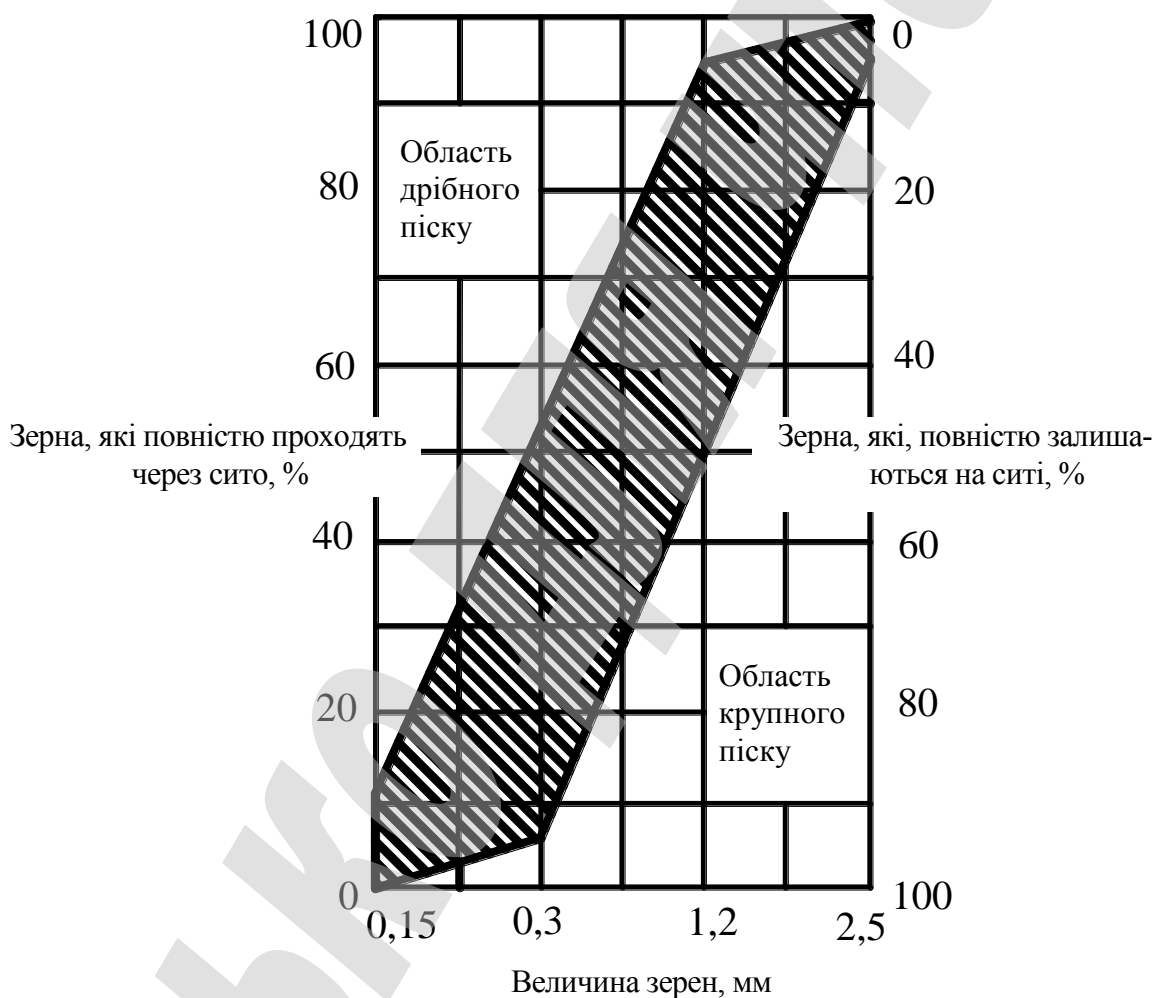 100
0
Область
дрібного
піску
80
20
60
40
Зерна, які повністю проходять
через сито, %
Зерна, які, повністю залиша-
ються на ситі, %
40
60
Область
крупного
піску
20
80
0
100
0,15
0,3
1,2
2,5
Величина зерен, мм